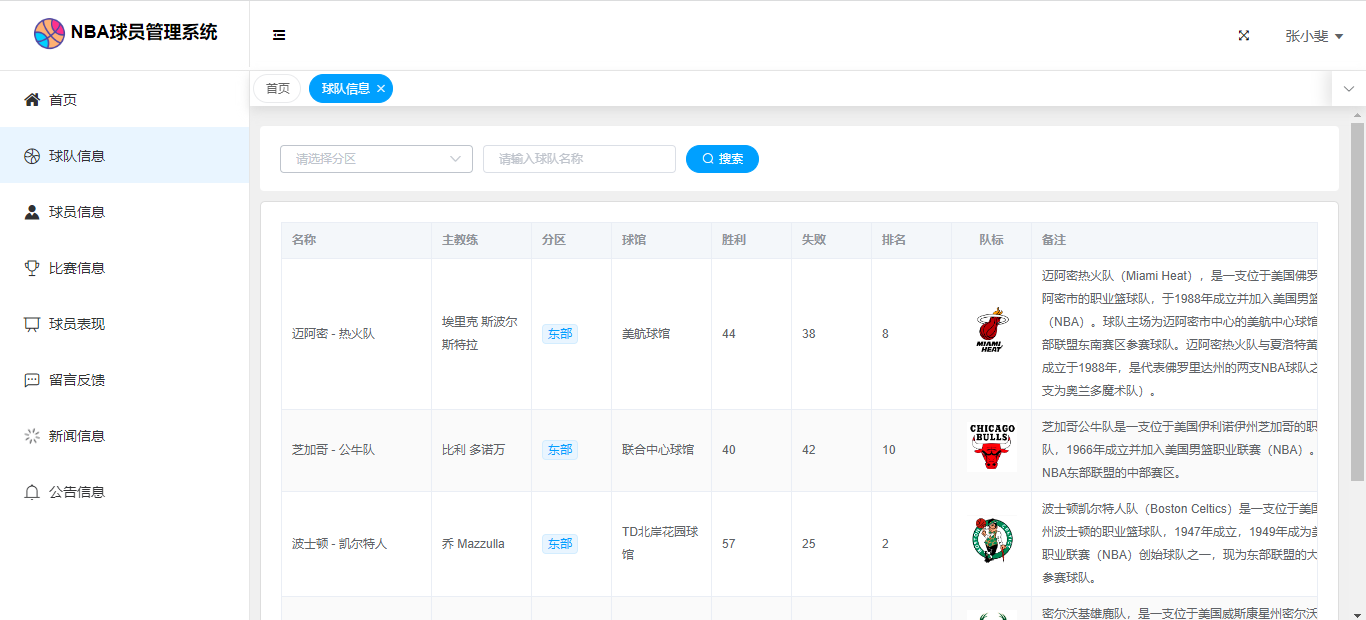 NBA球员管理系统
张小斐
首页
球队信息
球员信息
比赛信息
球员表现
留言反馈
新闻信息
公告信息
首页
球队信息
请选择分区
请输入球队名称
搜索
名称 主教练 分区 球馆 胜利 失败 排名 队标 备注
迈阿密 - 热火队
埃里克 斯波尔
斯特拉
东部
美航球馆
44
38
8
MIAMI
HEAT
迈阿密热火队（Miami Heat），是一支位于美国佛罗
阿密市的职业篮球队，于1988年成立并加入美国男篮
（NBA）。球队主场为迈阿密市中心的美航中心球馆
部联盟东南赛区参赛球队。迈阿密热火队与夏洛特黄
成立于1988年，是代表佛罗里达州的两支NBA球队之
支为奥兰多魔术队）。
芝加哥 - 公牛队
比利 多诺万
东部
联合中心球馆
40
42
10
CHICAGO
BULLS
芝加哥公牛队是一支位于美国伊利诺伊州芝加哥的职
队，1966年成立并加入美国男篮职业联赛（NBA）。
NBA东部联盟的中部赛区。
波士顿 - 凯尔特人
乔 Mazzulla
东部
TD北岸花园球
馆
57
25
2
波士顿凯尔特人队（Boston Celtics）是一支位于美国
州波士顿的职业篮球队，1947年成立，1949年成为美
职业联赛（NBA）创始球队之一，现为东部联盟的大
参赛球队。
密尔沃基雄鹿队，是一支位于美国威斯康星州密尔沃